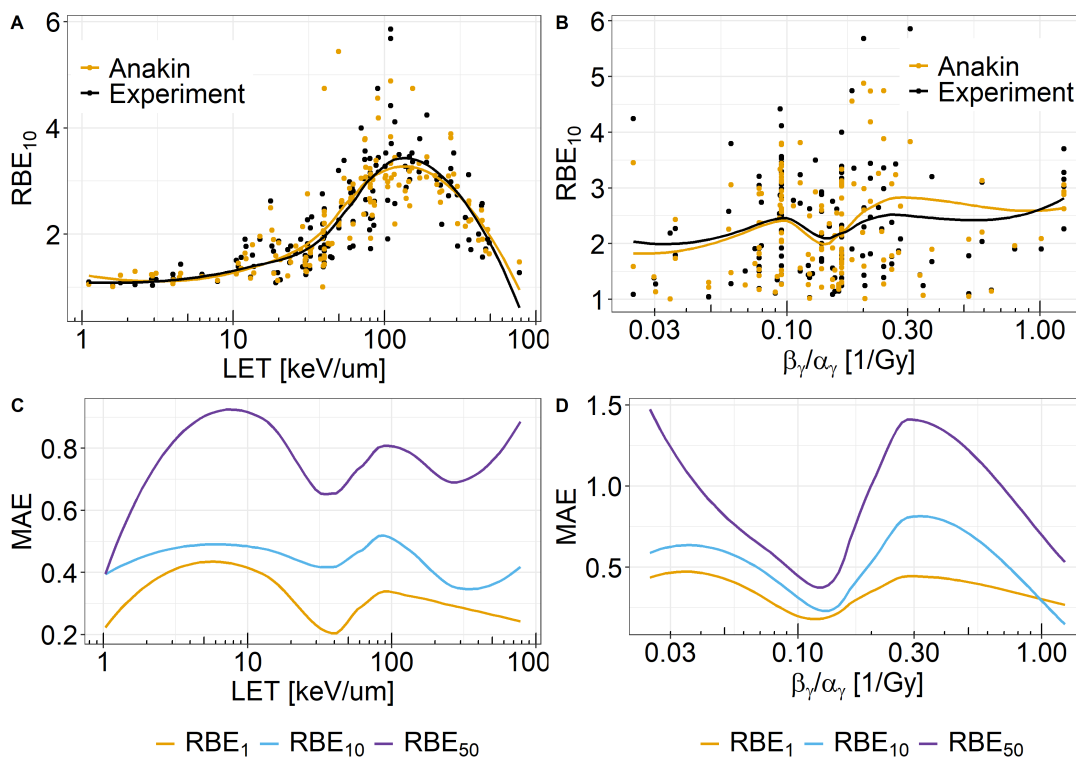 A
RBE10
6
4
2
Anakin
Experiment
1
10
100
100
LET [keV/um]
B
RBE10
6
5
4
3
2
1
Anakin
Experiment
0.03
0.10
0.30
1.00
βγ/αγ [1/Gy]
C
MAE
0.8
0.6
0.4
0.2
1
10
100
100
LET [keV/um]
D
MAE
1.5
1.0
0.5
0.03
0.10
0.30
1.00
βγ/αγ [1/Gy]
RBE1 RBE10 RBE50
RBE1 RBE10 RBE50